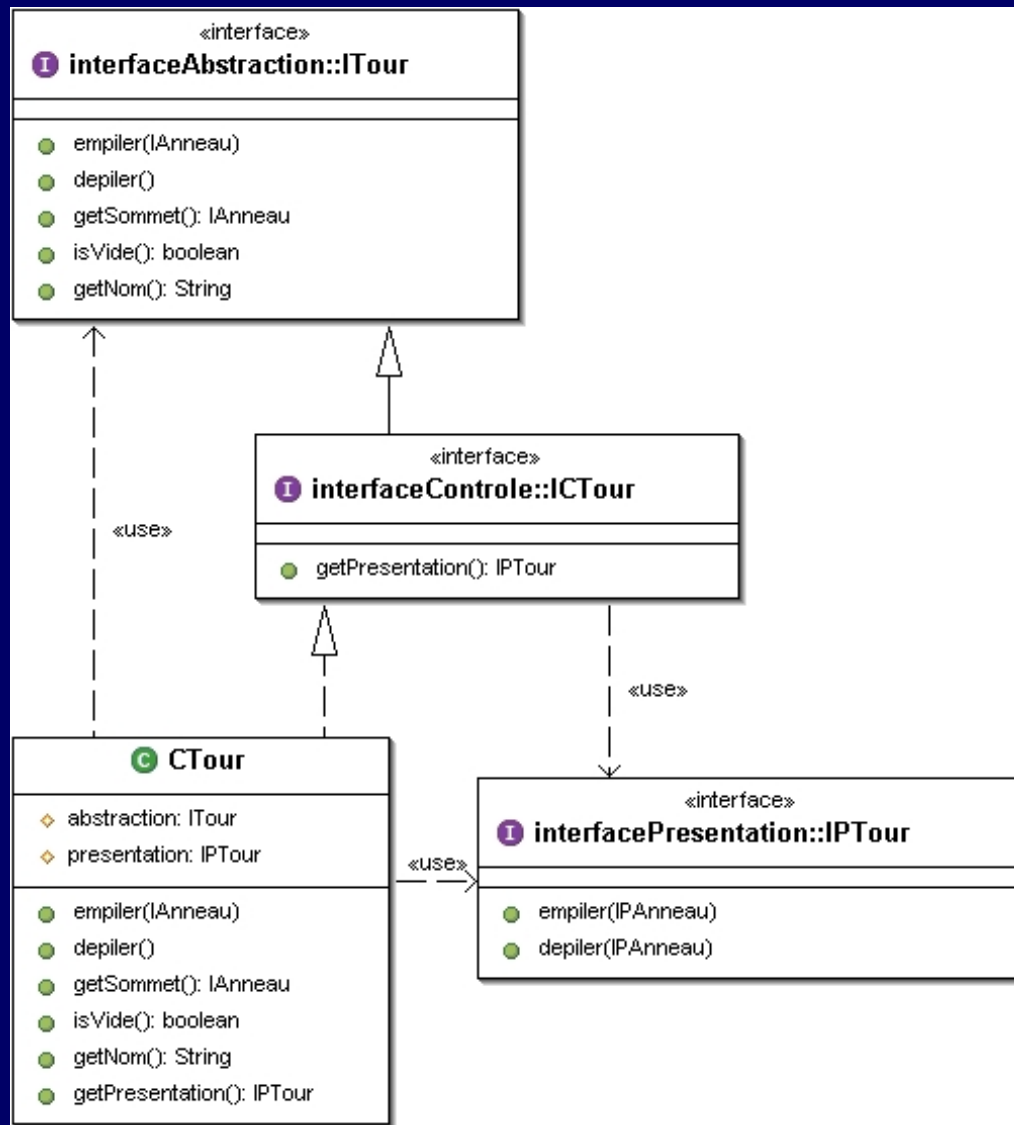 «interface»
I interfaceAbstraction::ITour
empiler(IAnneau)
depiler()
getSommet(): IAnneau
isVide(): boolean
getNom(): String
«interface»
I interfaceControle::ICTour
getPresentation(): IPTour
«use»
«use»
C CTour
abstraction: ITour
presentation: IPTour
empiler(IAnneau)
depiler()
getSommet(): IAnneau
isVide(): boolean
getNom(): String
getPresentation(): IPTour
«use»
«interface»
I interfacePresentation::IPTour
empiler(IPAnneau)
depiler(IPAnneau)